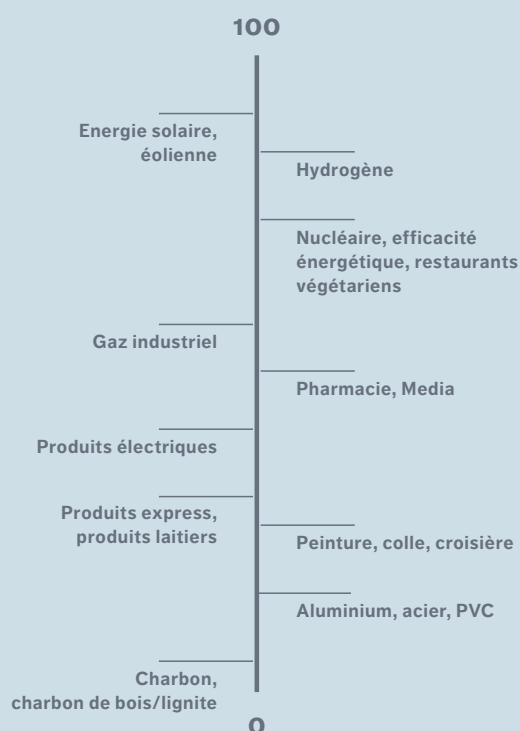 100
Energie solaire,
éolienne
Hydrogène
Nucléaire, efficacité
énergétique, restaurants
végétariens
Gaz industriel
Pharmacie, Media
Produits électriques
Produits express,
produits laitiers
Peinture, colle, croisière
Aluminium, acier, PVC
Charbon,
charbon de bois/lignite
0